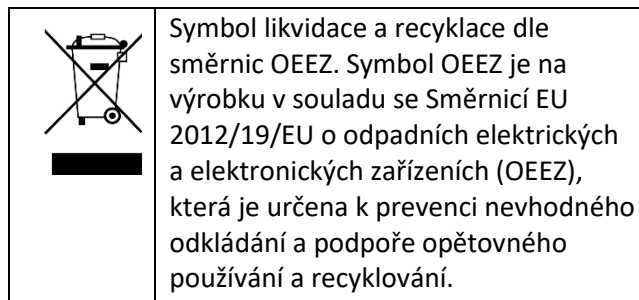 Symbol likvidace a recyklace dle
směrnic OEEZ. Symbol OEEZ je na
výrobku v souladu se Směrnicí EU
2012/19/EU o odpadních elektrických
a elektronických zařízeních (OEEZ),
která je určena k prevenci nevhodného
odkládání a podpoře opětovného
používání a recyklování.